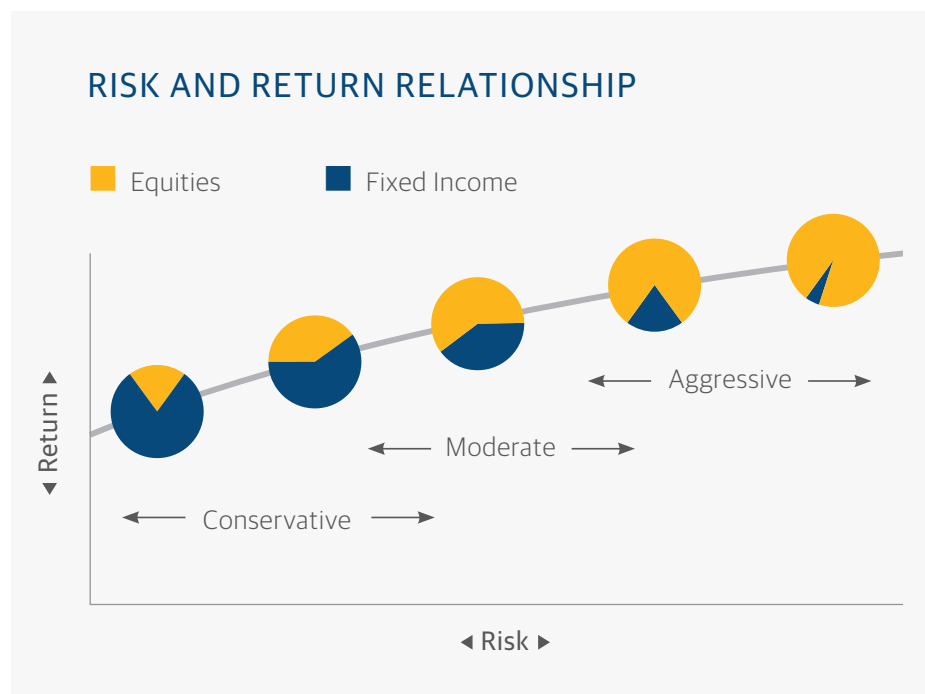 RISK AND RETURN RELATIONSHIP
Equities
Fixed Income
Return
Aggressive
Moderate
Conservative
Risk